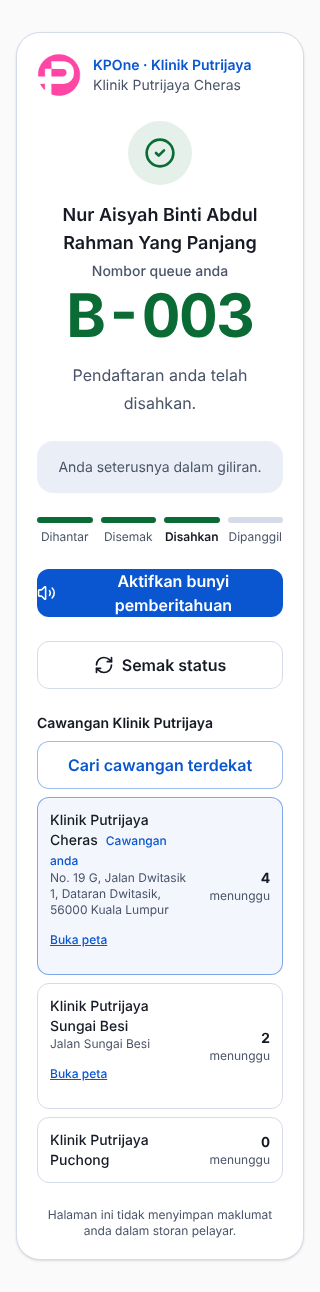 KPOne · Klinik Putrijaya
Klinik Putrijaya Cheras
Nur Aisyah Binti Abdul
Rahman Yang Panjang
Nombor queue anda
B-003
Pendaftaran anda telah
disahkan.
Anda seterusnya dalam giliran.
Dihantar Disemak Disahkan Dipanggil
Aktifkan bunyi
pemberitahuan
Semak status
Cawangan Klinik Putrijaya
Cari cawangan terdekat
Klinik Putrijaya
Cheras Cawangan
anda
No. 19 G, Jalan Dwitasik
1, Dataran Dwitasik,
56000 Kuala Lumpur
Buka peta
4
menunggu
Klinik Putrijaya
Sungai Besi
Jalan Sungai Besi
Buka peta
2
menunggu
Klinik Putrijaya
Puchong
0
menunggu
Halaman ini tidak menyimpan maklumat
anda dalam storan pelayar.